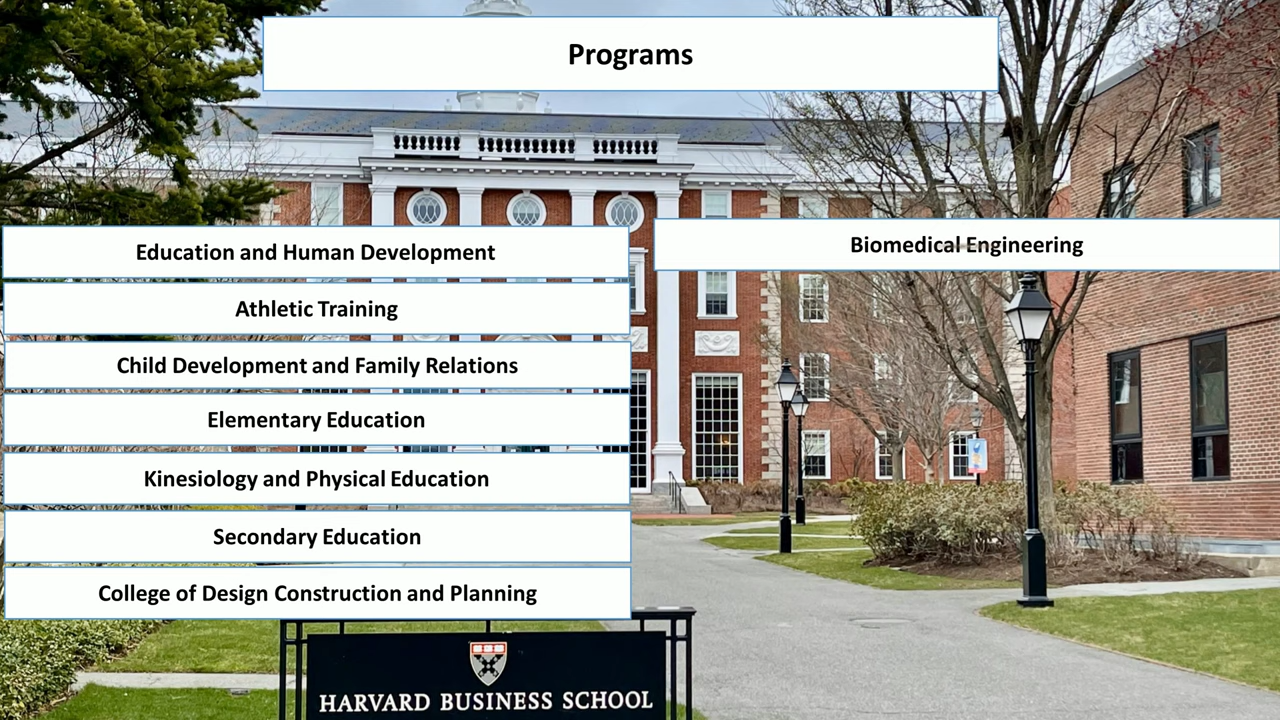 Programs
Education and Human Development
Athletic Training
Child Development and Family Relations
Elementary Education
Kinesiology and Physical Education
Secondary Education
College of Design Construction and Planning
Biomedical Engineering
HARVARD BUSINESS SCHOOL